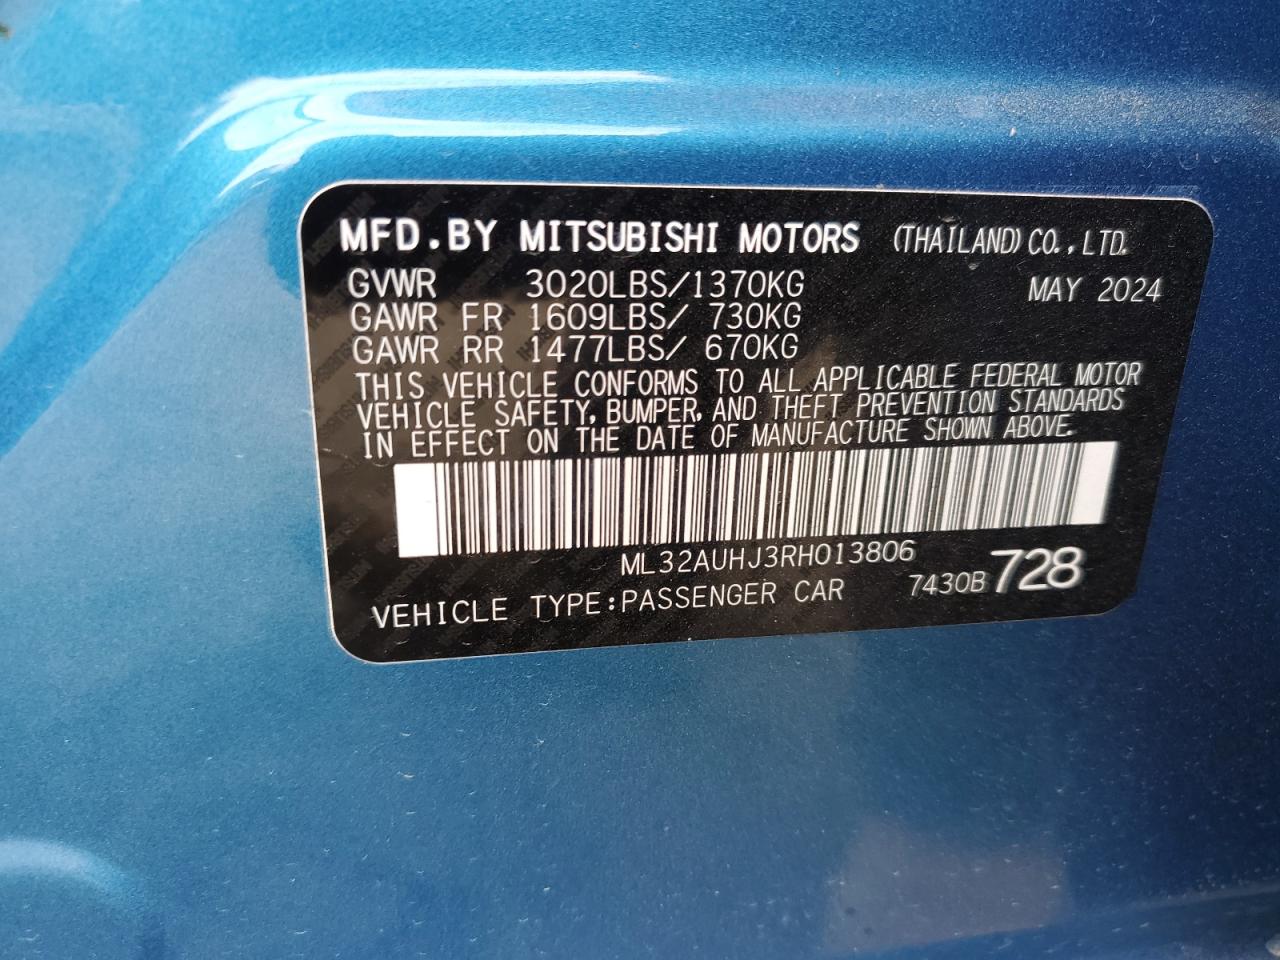 MFD.BY MITSUBISHI MOTORS (THAILAND) CO., LTD.
GVWR 3020LBS/1370KG MAY 2024
GAWR FR 1609LBS/ 730KG
GAWR RR 1477LBS/ 670KG
THIS VEHICLE CONFORMS TO ALL APPLICABLE FEDERAL MOTOR
VEHICLE SAFETY, BUMPER, AND THEFT PREVENTION STANDARDS
IN EFFECT ON THE DATE OF MANUFACTURE SHOWN ABOVE.
ML32AUHJ3RH013806
VEHICLE TYPE:PASSENGER CAR 7430B 728